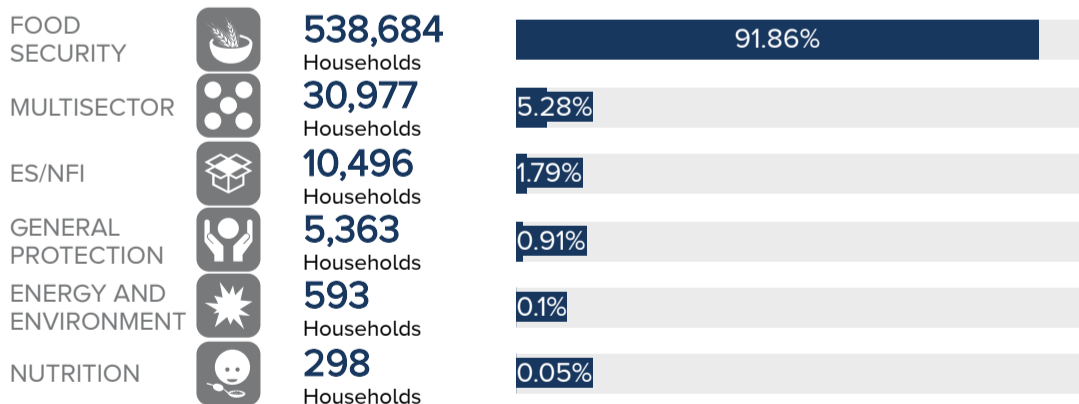 FOOD
SECURITY
538,684
Households
91.86%
MULTISECTOR
30,977
Households
5.28%
ES/NFI
10,496
Households
1.79%
GENERAL
PROTECTION
5,363
Households
0.91%
ENERGY AND
ENVIRONMENT
593
Households
0.1%
NUTRITION
298
Households
0.05%